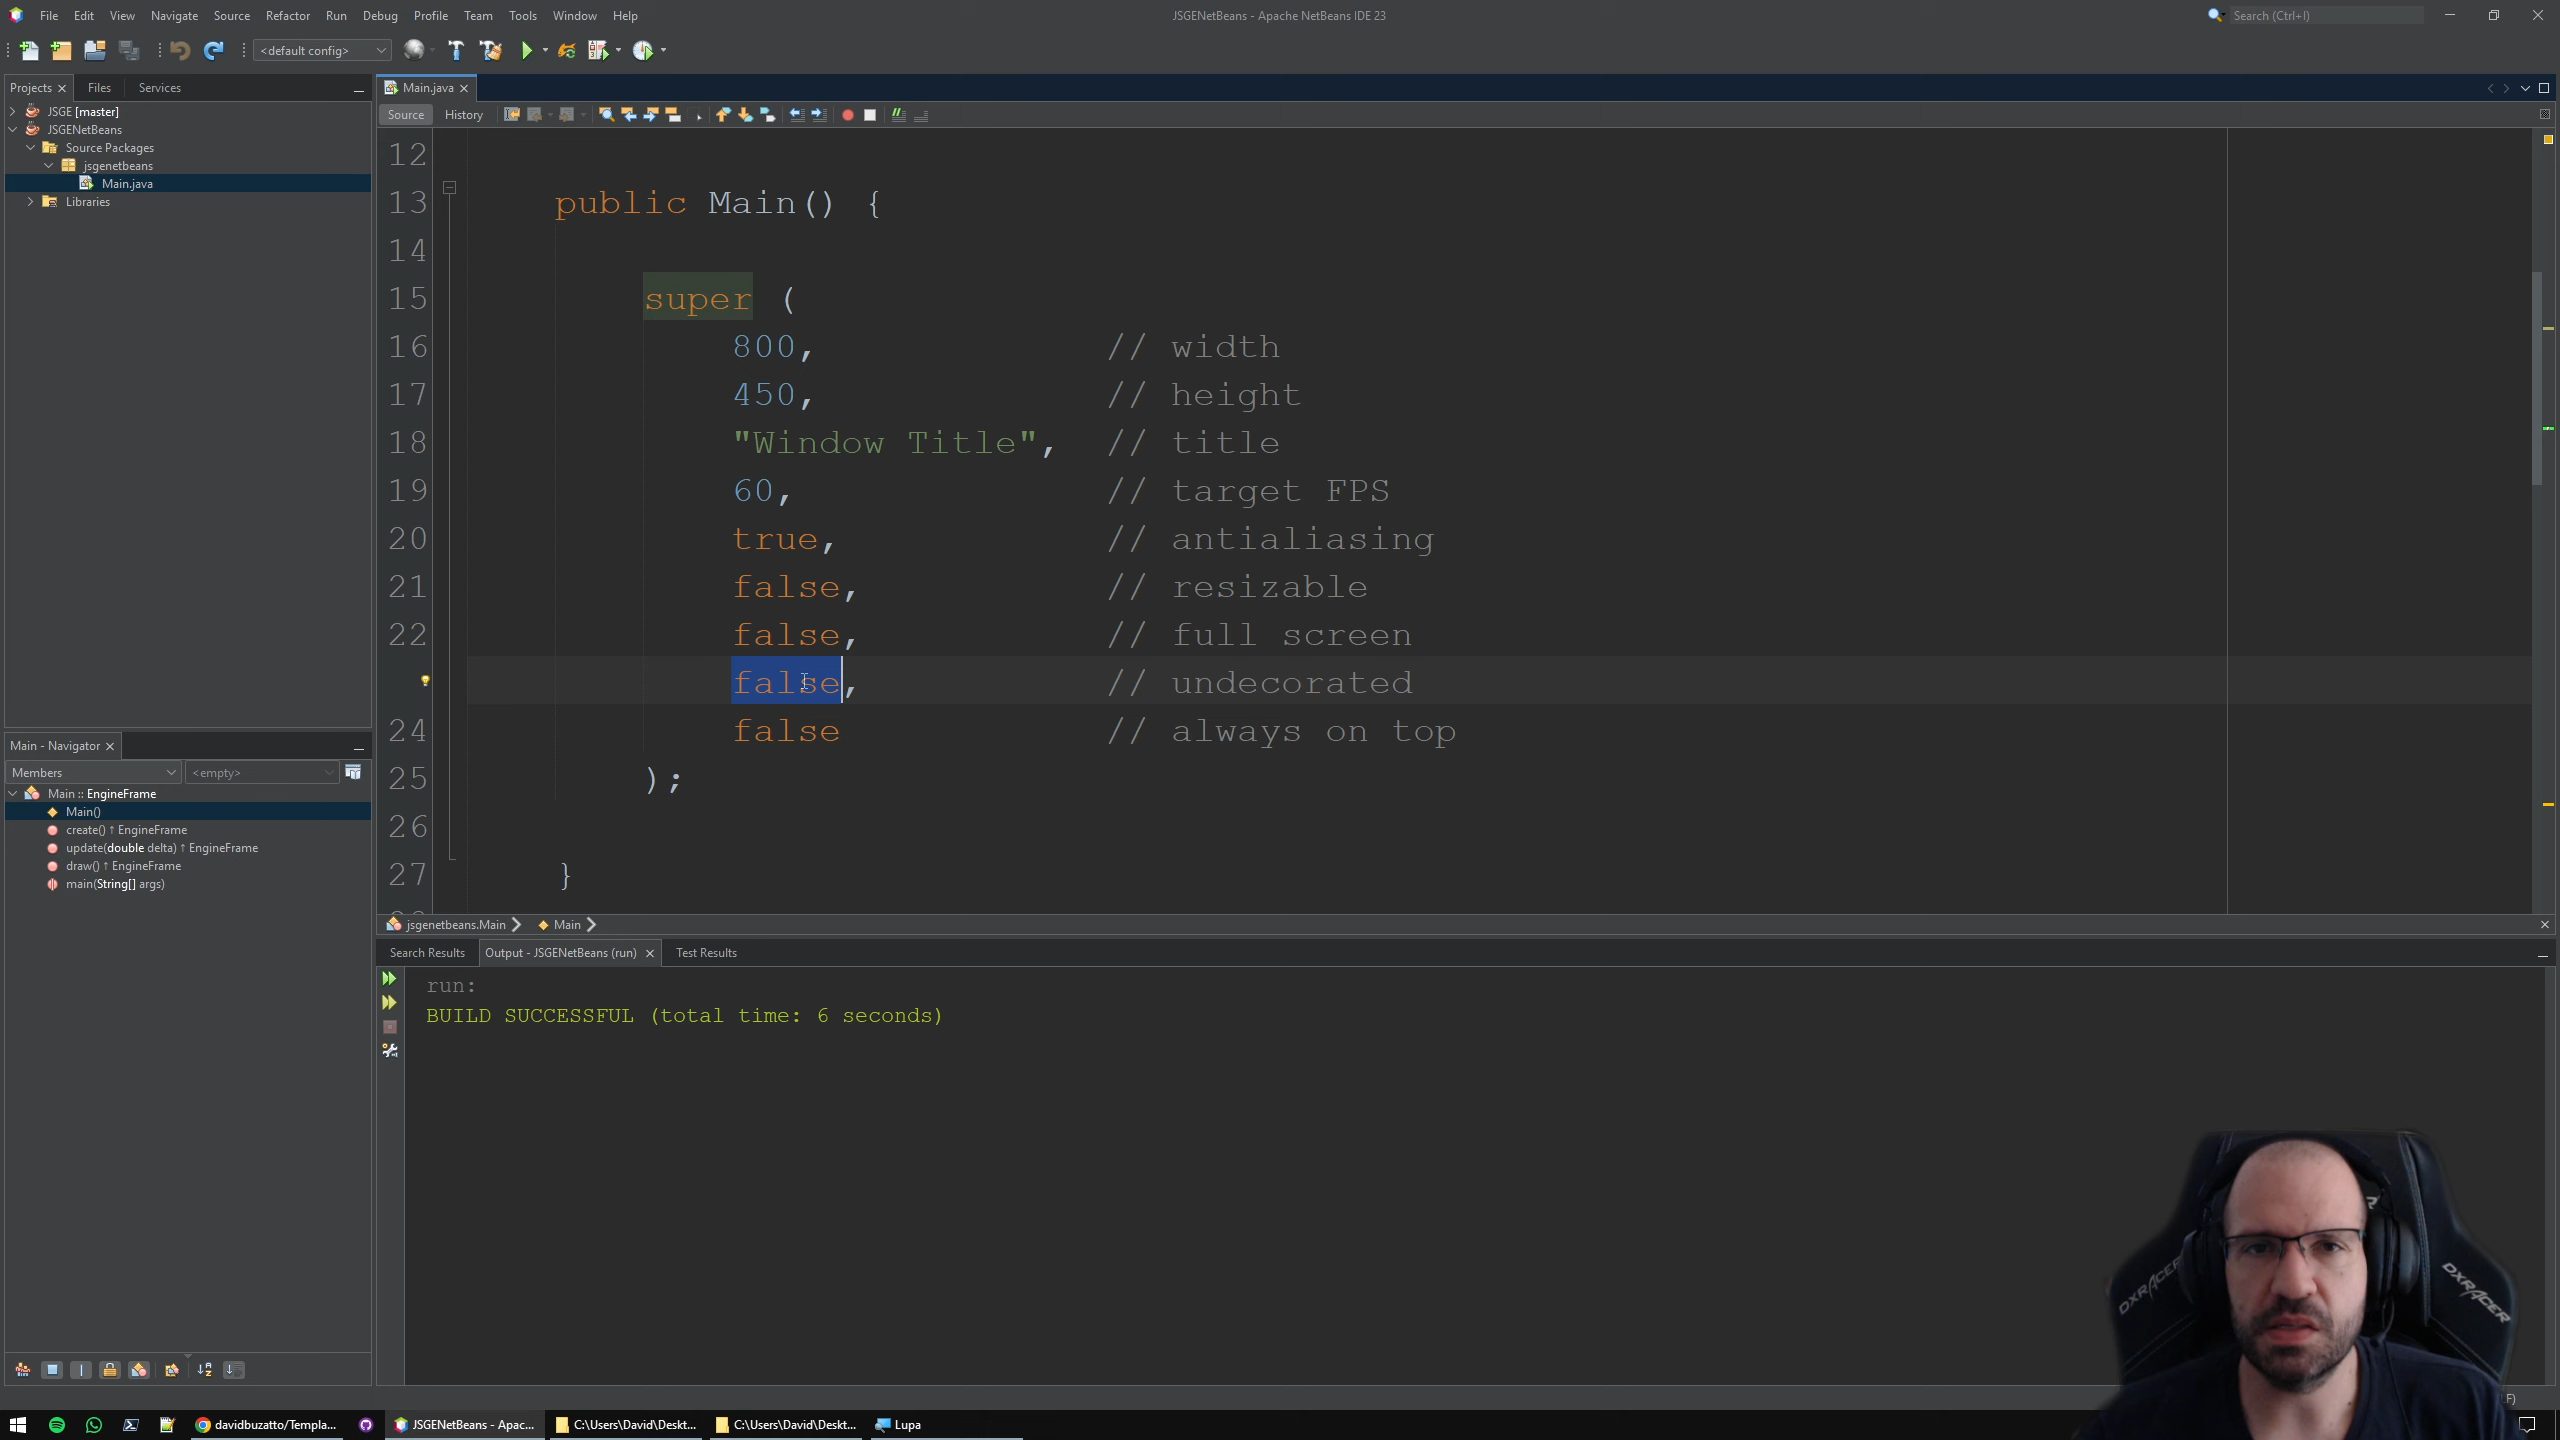 File Edit View Navigate Source Refactor Run Debug Profile Team Tools Window Help
JSGENetBeans - Apache NetBeans IDE 23
Search (Ctrl+I)
<default config>
Projects
Files
Services
JSGE [master]
JSGENetBeans
Source Packages
jsgenetbeans
Main.java
Libraries
Main.java
Source
History
12
13 public Main() {
14
15 super (
16 800, // width
17 450, // height
18 "Window Title", // title
19 60, // target FPS
20 true, // antialiasing
21 false, // resizable
22 false, // full screen
false, // undecorated
24 false // always on top
25 );
26
27 }
jsgenetbeans.Main
Main
Main - Navigator
Members
<empty>
Main :: EngineFrame
Main()
create() ↑ EngineFrame
update(double delta) ↑ EngineFrame
draw() ↑ EngineFrame
main(String[] args)
Search Results
Output - JSGENetBeans (run)
Test Results
run:
BUILD SUCCESSFUL (total time: 6 seconds)
DXRACER
DXRACER
davidbuzatto/Templa...
JSGENetBeans - Apac...
C:\Users\David\Deskt...
C:\Users\David\Deskt...
Lupa